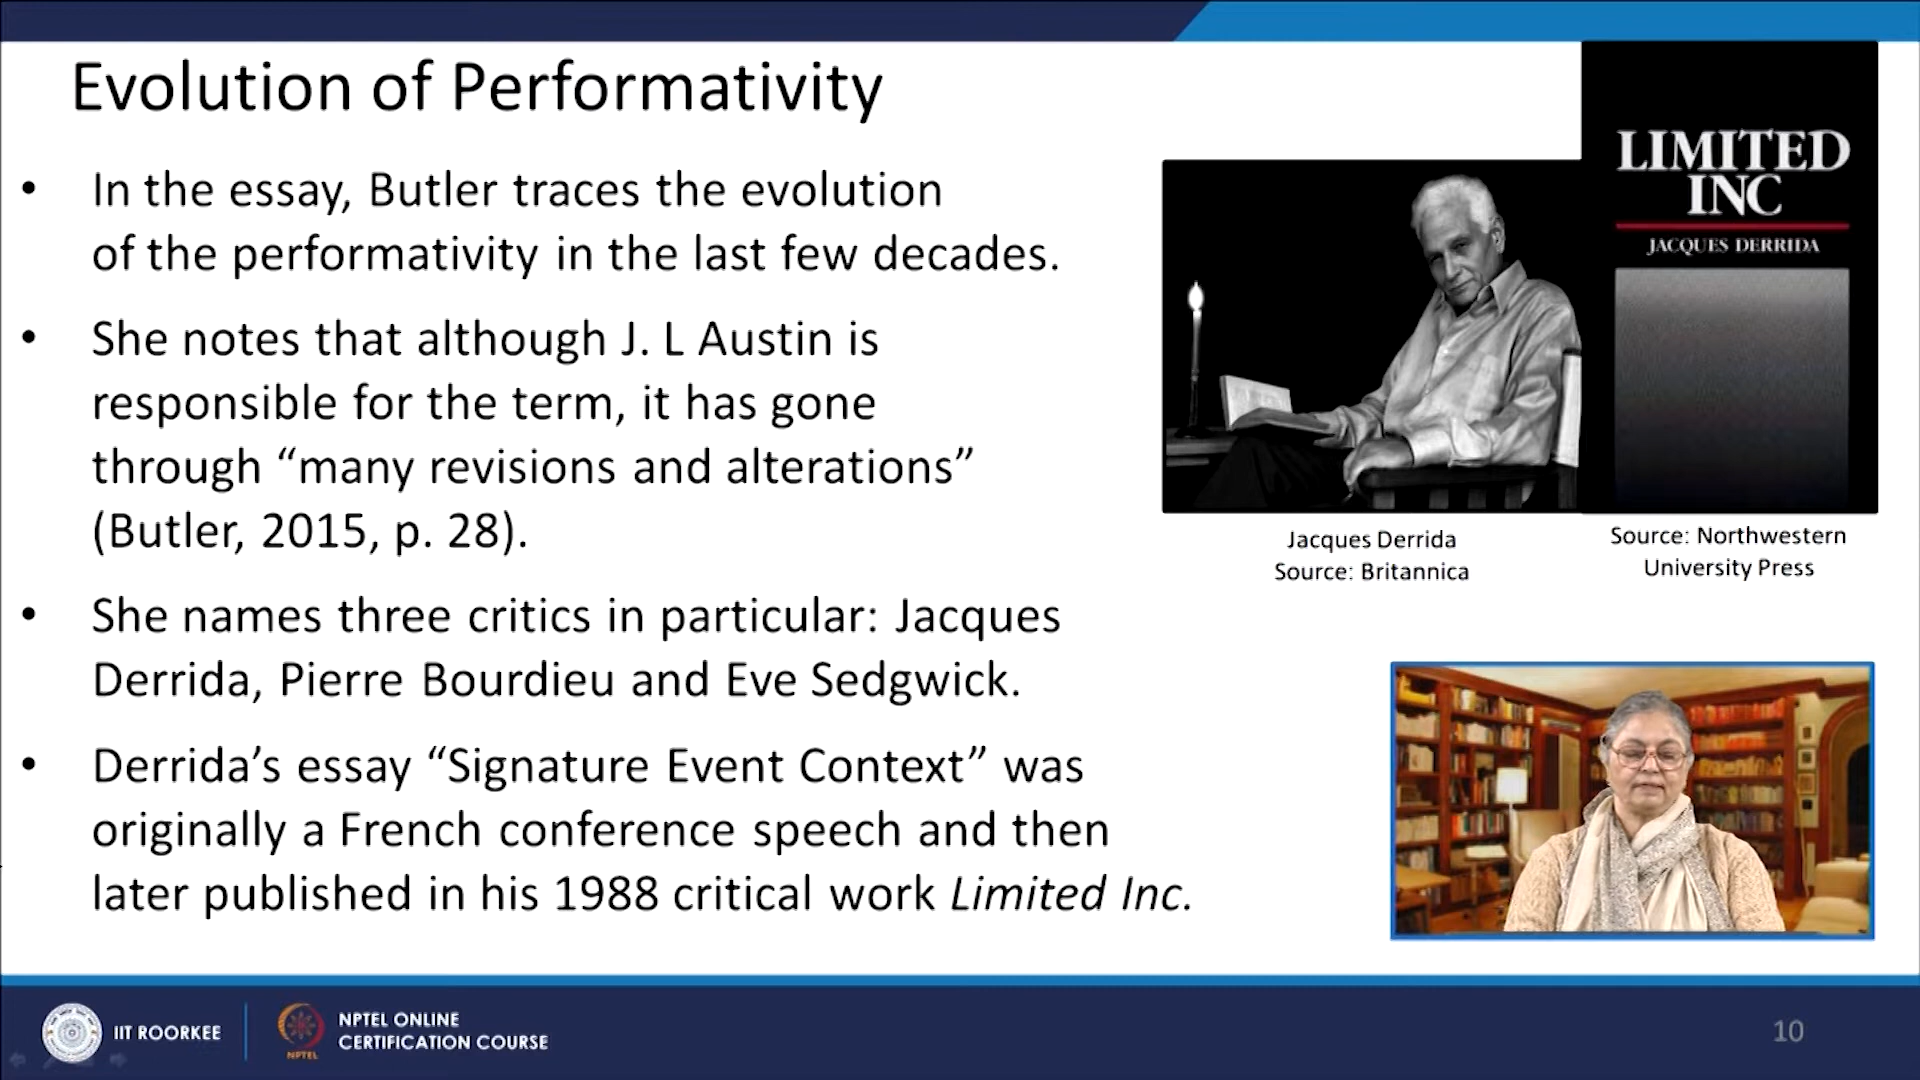 Evolution of Performativity
• In the essay, Butler traces the evolution
of the performativity in the last few decades.
• She notes that although J. L Austin is
responsible for the term, it has gone
through “many revisions and alterations”
(Butler, 2015, p. 28).
• She names three critics in particular: Jacques
Derrida, Pierre Bourdieu and Eve Sedgwick.
• Derrida’s essay “Signature Event Context” was
originally a French conference speech and then
later published in his 1988 critical work Limited Inc.
LIMITED
INC
JACQUES DERRIDA
Jacques Derrida
Source: Britannica
Source: Northwestern
University Press
IIT ROORKEE
NPTEL
NPTEL ONLINE
CERTIFICATION COURSE
10